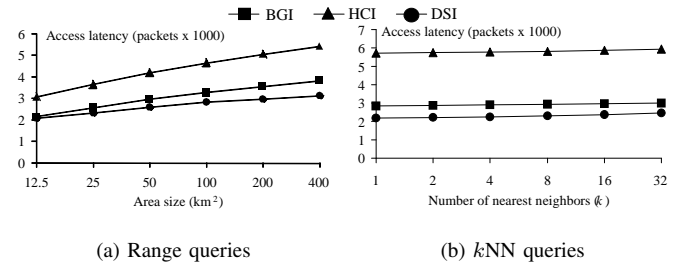 BGI HCI DSI
Access latency (packets x 1000)
6
5
4
3
2
1
0
12.5 25 50 100 200 400
Area size (km²)
Access latency (packets x 1000)
7
6
5
4
3
2
1
0
1 2 4 8 16 32
Number of nearest neighbors (k)
(a) Range queries
(b) kNN queries